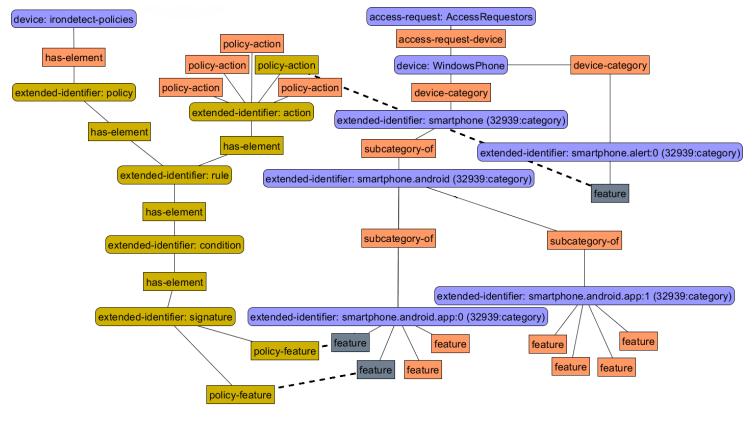 device: irondetect-policies
access-request: AccessRequestors
policy-action
access-request-device
has-element
policy-action
policy-action
device: WindowsPhone
device-category
policy-action
policy-action
extended-identifier: policy
device-category
extended-identifier: action
extended-identifier: smartphone (32939:category)
has-element
has-element
subcategory-of
extended-identifier: smartphone.alert:0 (32939:category)
extended-identifier: rule
extended-identifier: smartphone.android (32939:category)
feature
has-element
extended-identifier: condition
subcategory-of
subcategory-of
has-element
extended-identifier: smartphone.android.app:1 (32939:category)
extended-identifier: signature
extended-identifier: smartphone.android.app:0 (32939:category)
policy-feature
feature
feature
feature
feature
policy-feature
feature
feature
feature
feature